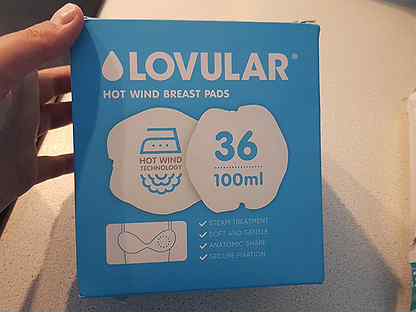 LOVULAR®
HOT WIND BREAST PADS
HOT WIND
TECHNOLOGY
36
100ml
STEAM TREATMENT
SOFT AND GENTLE
ANATOMIC SHAPE
SECURE FIXATION